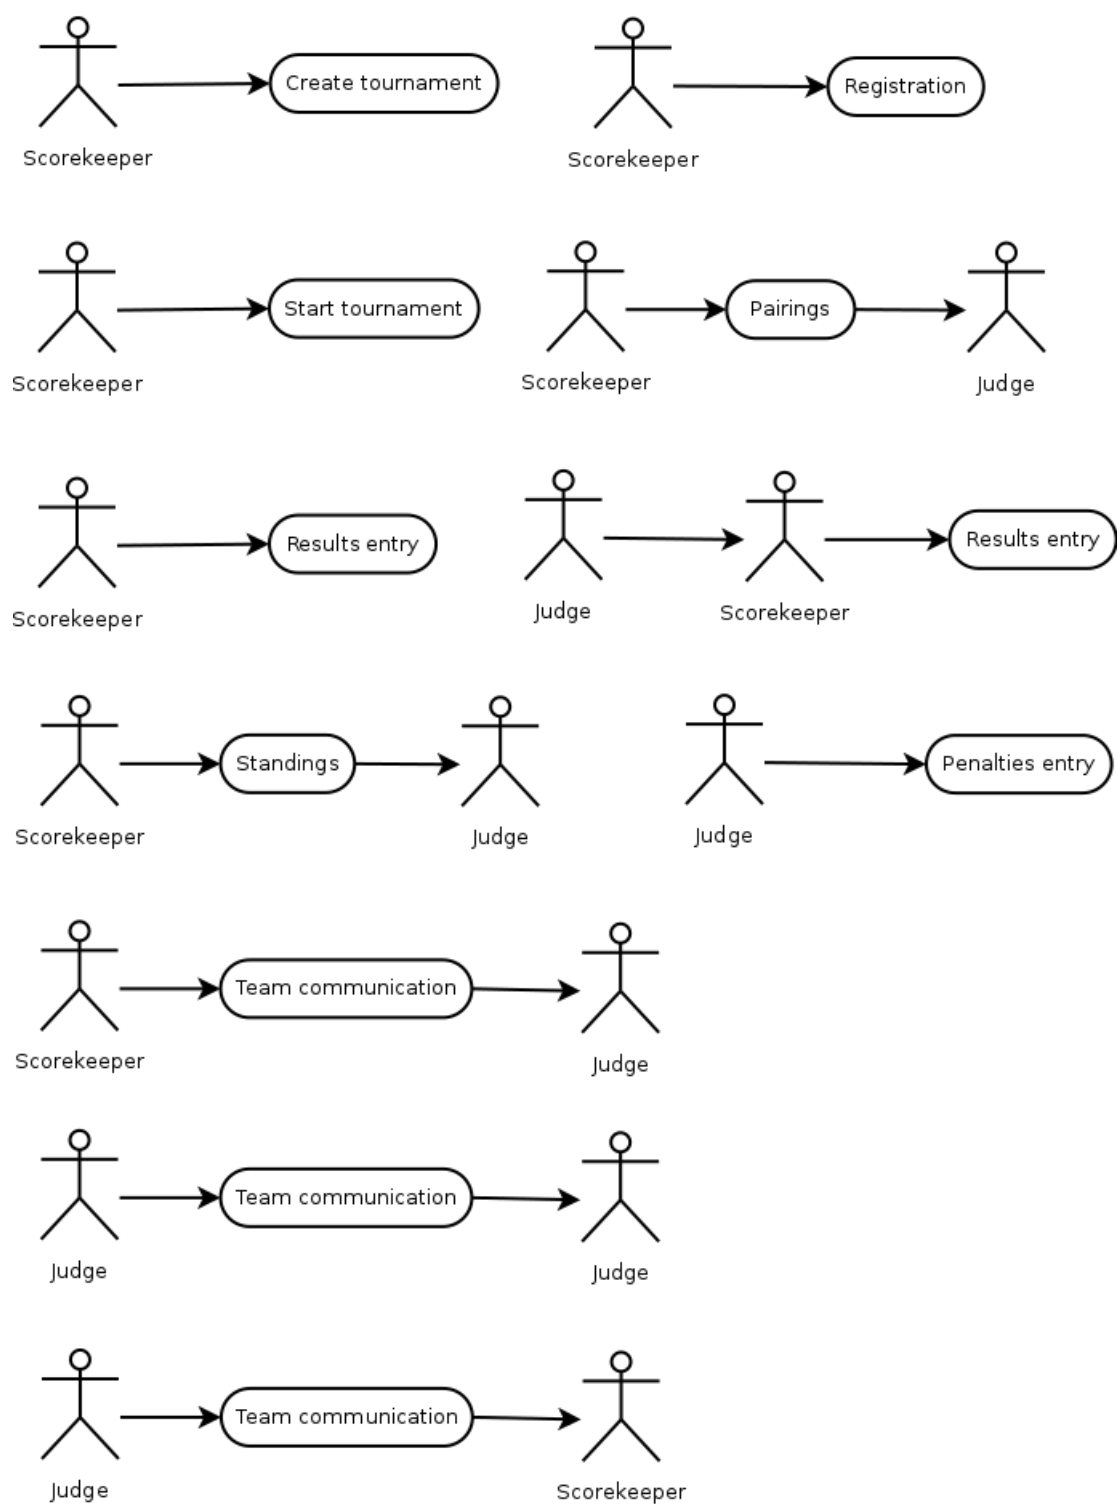 Create tournament
Registration
Scorekeeper
Scorekeeper
Start tournament
Pairings
Scorekeeper
Scorekeeper
Judge
Results entry
Results entry
Scorekeeper
Judge
Scorekeeper
Standings
Penalties entry
Scorekeeper
Judge
Judge
Team communication
Scorekeeper
Judge
Team communication
Judge
Judge
Team communication
Judge
Scorekeeper